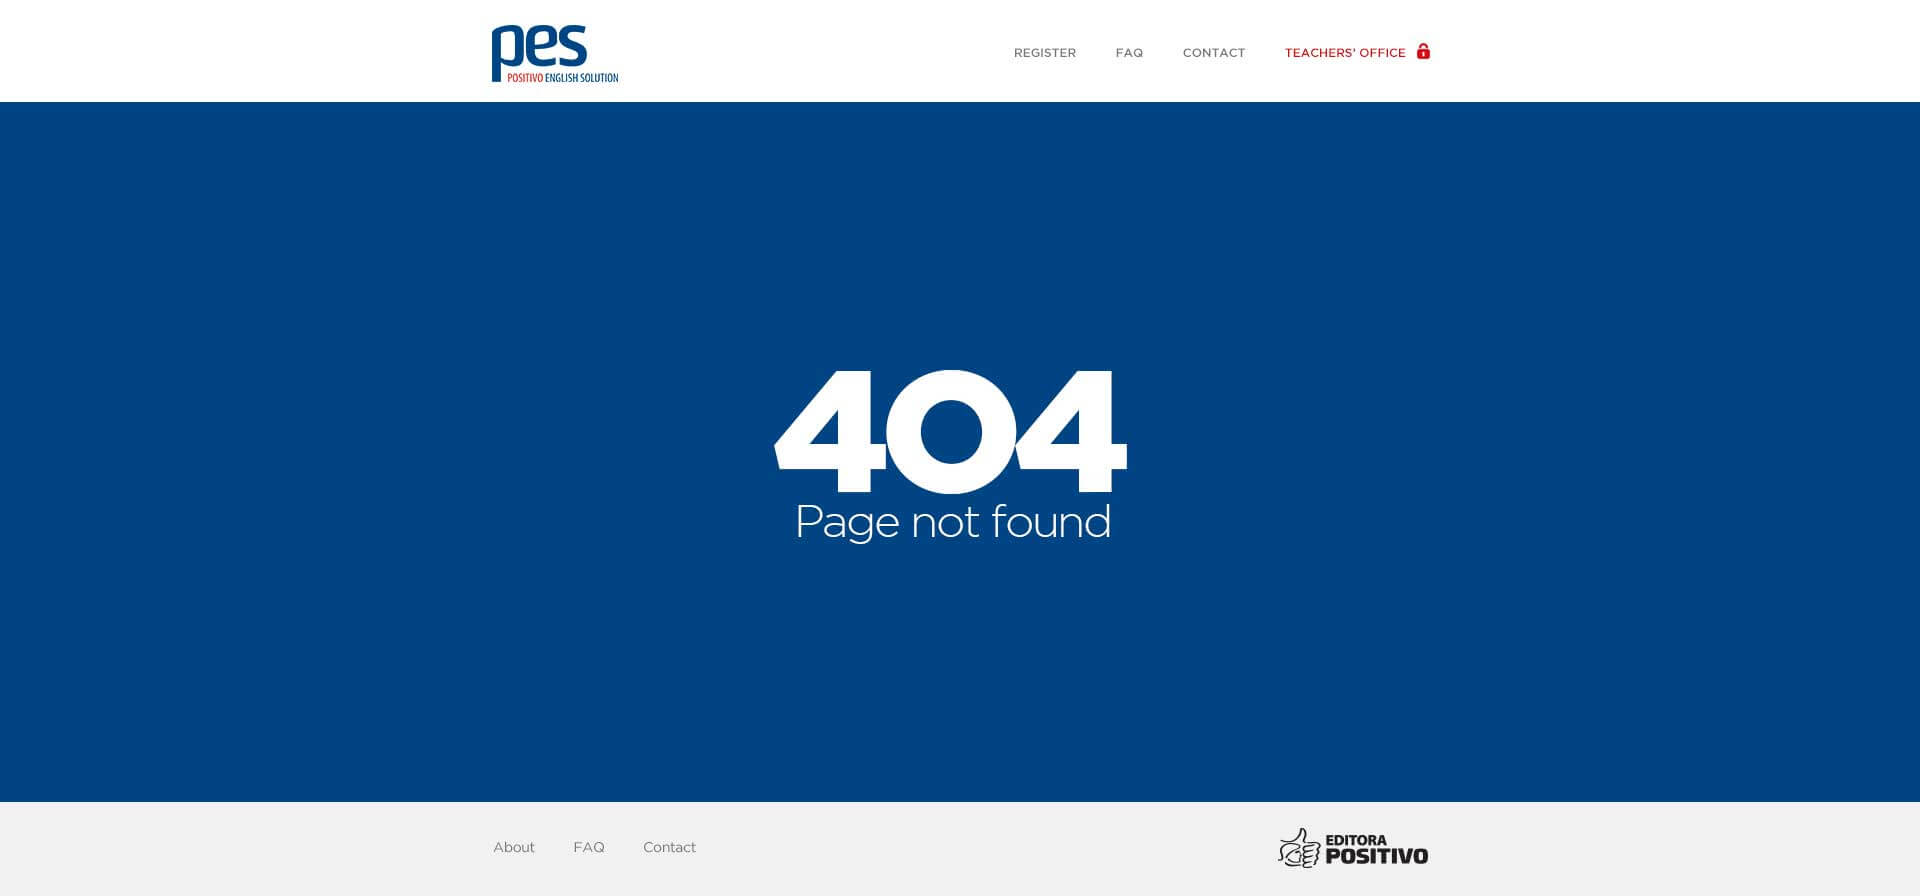 pes
POSITIVO ENGLISH SOLUTION
REGISTER FAQ CONTACT TEACHERS' OFFICE
404
Page not found
About FAQ Contact
EDITORA
POSITIVO